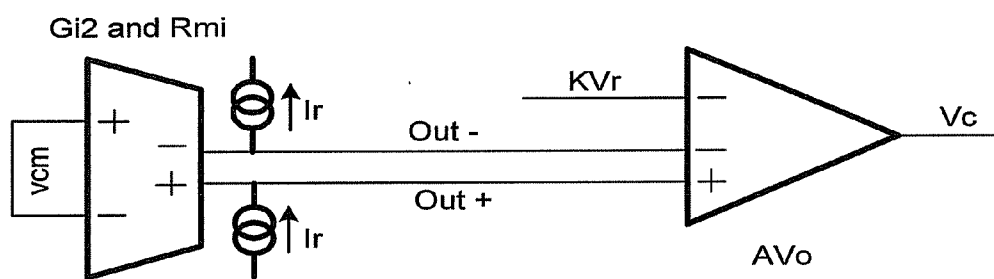 Gi2 and Rmi
Ir
KVr
Vc
+
vcm
−
−
+
Out -
Out +
−
−
+
Ir
AVo